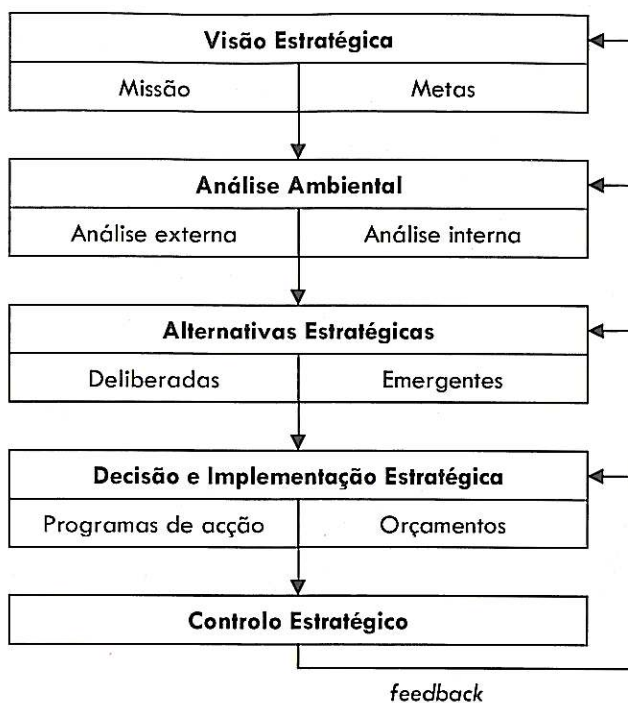 Visão Estratégica
Missão Metas
Análise Ambiental
Análise externa Análise interna
Alternativas Estratégicas
Deliberadas Emergentes
Decisão e Implementação Estratégica
Programas de acção Orçamentos
Controlo Estratégico
feedback